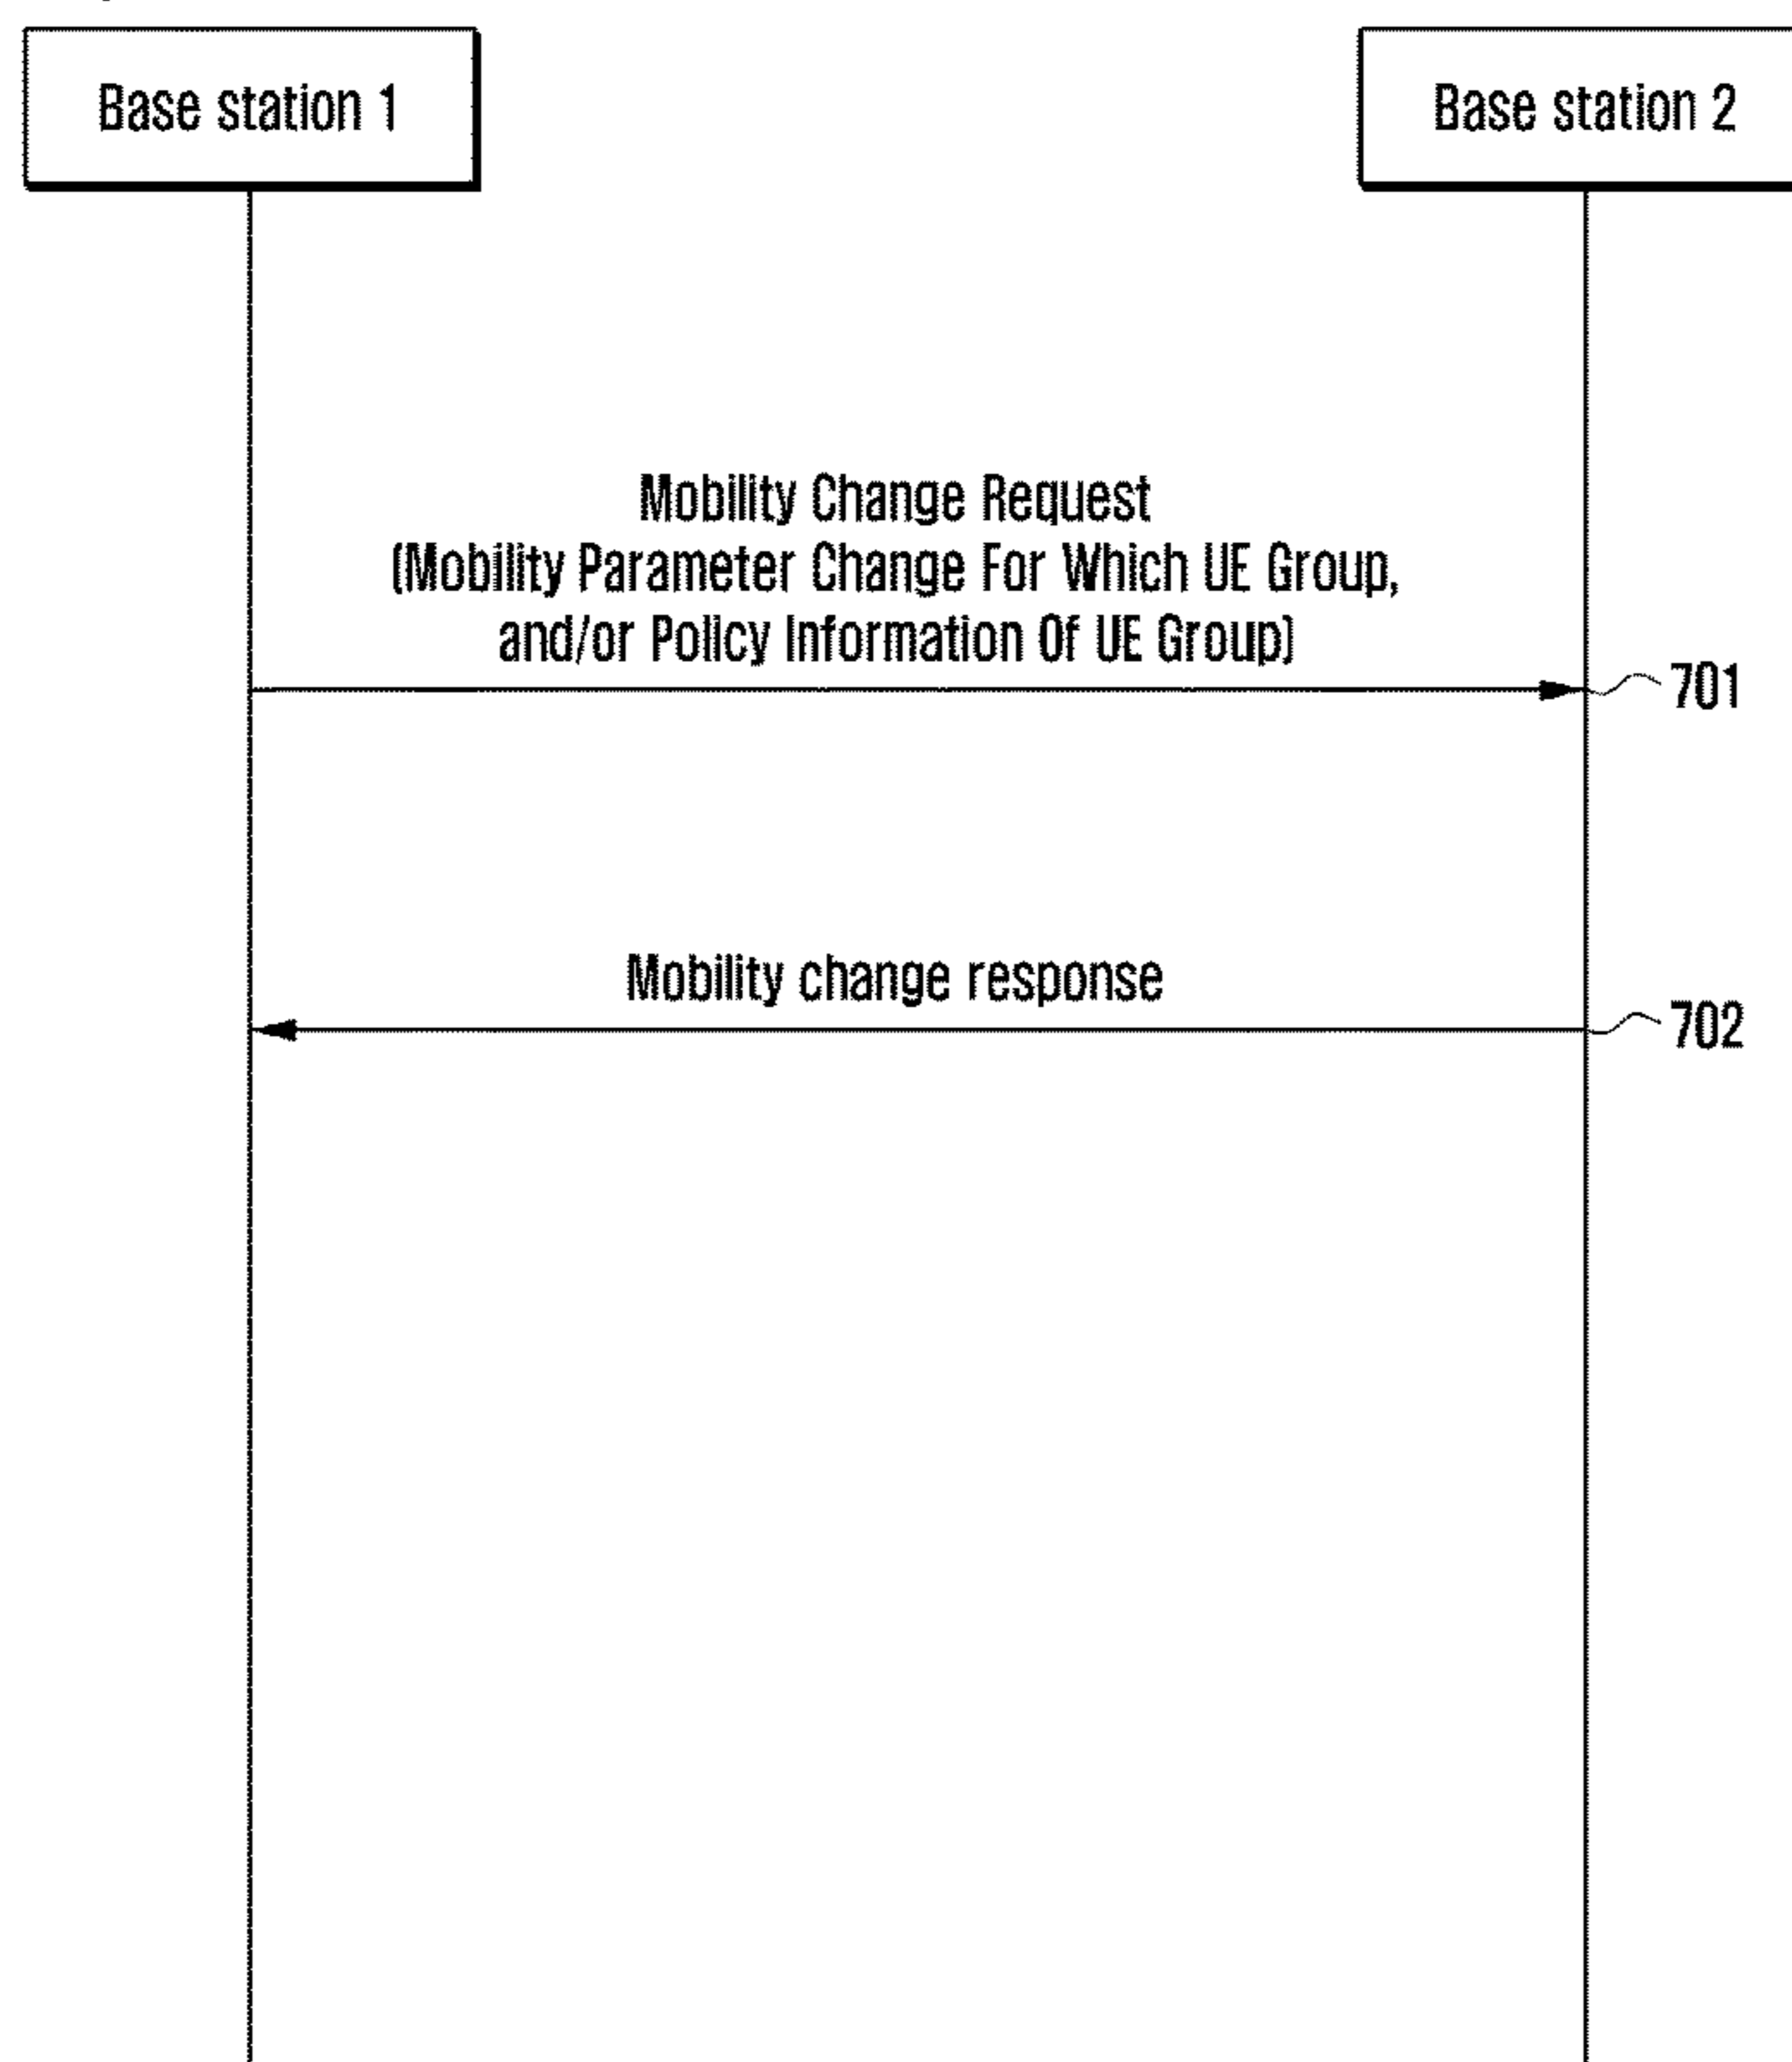 Base station 1
Base station 2
Mobility Change Request
(Mobility Parameter Change For Which UE Group,
and/or Policy Information Of UE Group)
701
Mobility change response
702